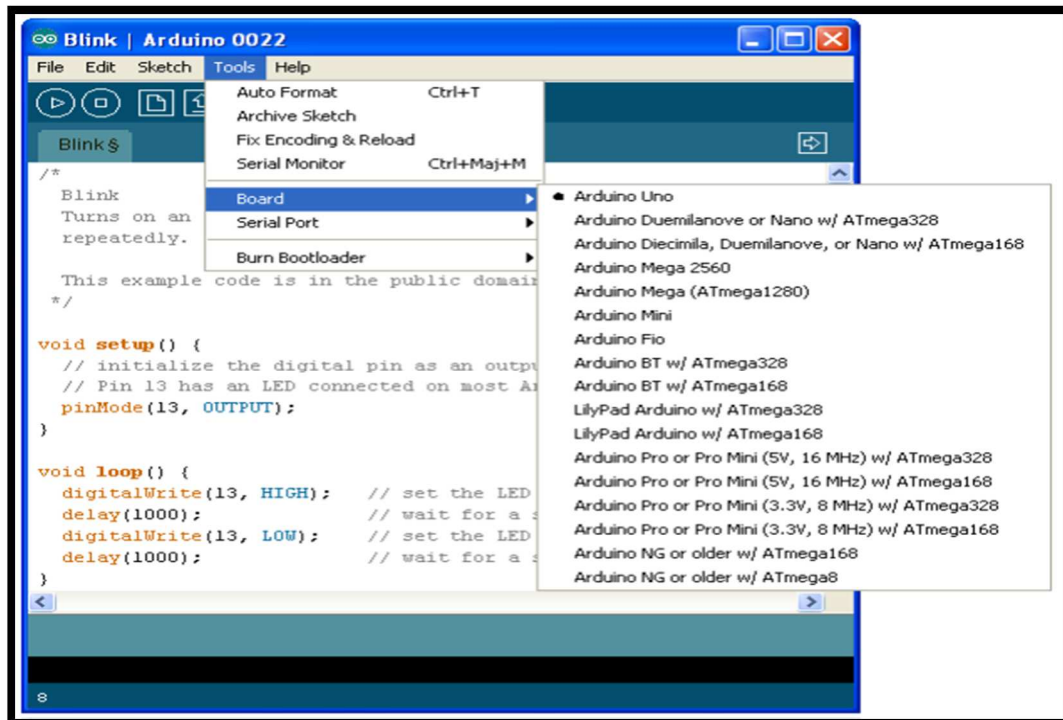 Blink | Arduino 0022
File Edit Sketch Tools Help
Auto Format Ctrl+T
Archive Sketch
Fix Encoding & Reload
Serial Monitor Ctrl+Maj+M
Board
Serial Port
Burn Bootloader
Arduino Uno
Arduino Duemilanove or Nano w/ ATmega328
Arduino Diecimila, Duemilanove, or Nano w/ ATmega168
Arduino Mega 2560
Arduino Mega (ATmega1280)
Arduino Mini
Arduino Fio
Arduino BT w/ ATmega328
Arduino BT w/ ATmega168
LilyPad Arduino w/ ATmega328
LilyPad Arduino w/ ATmega168
Arduino Pro or Pro Mini (5V, 16 MHz) w/ ATmega328
Arduino Pro or Pro Mini (5V, 16 MHz) w/ ATmega168
Arduino Pro or Pro Mini (3.3V, 8 MHz) w/ ATmega328
Arduino Pro or Pro Mini (3.3V, 8 MHz) w/ ATmega168
Arduino NG or older w/ ATmega168
Arduino NG or older w/ ATmega8
Blink §
/*
Blink
Turns on an
repeatedly.
This example code is in the public domain
*/
void setup() {
// initialize the digital pin as an outpu
// Pin 13 has an LED connected on most A
pinMode(13, OUTPUT);
}
void loop() {
digitalWrite(13, HIGH); // set the LED
delay(1000); // wait for a s
digitalWrite(13, LOW); // set the LED
delay(1000); // wait for a s
}
8